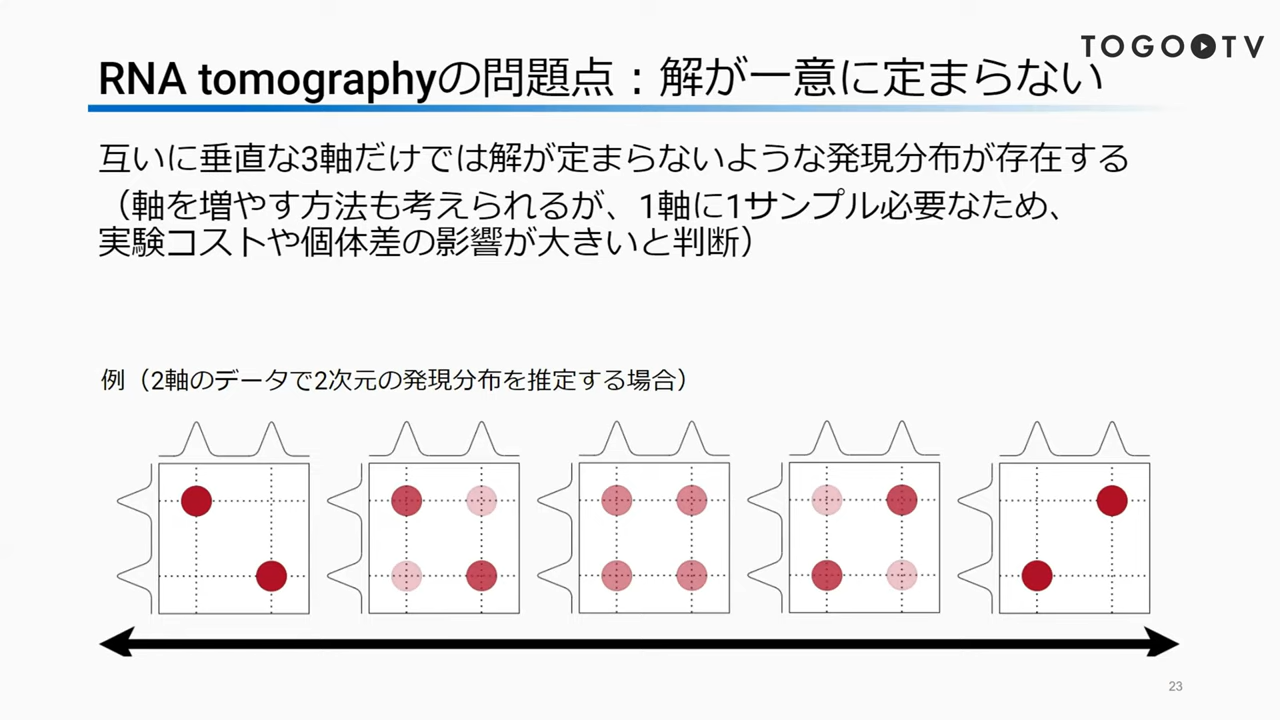 TOGO TV
RNA tomographyの問題点：解が一意に定まらない
互いに垂直な3軸だけでは解が定まらないような発現分布が存在する
（軸を増やす方法も考えられるが、1軸に1サンプル必要なため、
実験コストや個体差の影響が大きいと判断）
例（2軸のデータで2次元の発現分布を推定する場合）
23